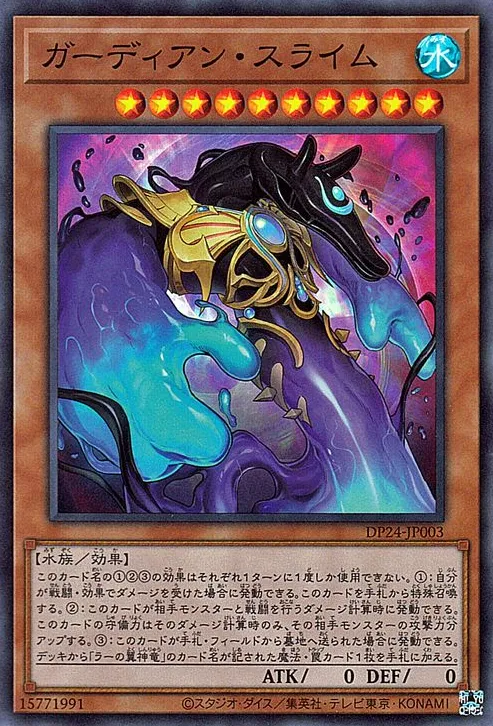 ガーディアン・スライム
水
DP24-JP003
【水族／効果】
このカード名の①②③の効果はそれぞれ１ターンに１度しか使用できない。①：自分
が戦闘・効果でダメージを受けた場合に発動できる。このカードを手札から特殊召喚
する。②：このカードが相手モンスターと戦闘を行うダメージ計算時に発動できる。
このカードの守備力はそのダメージ計算時のみ、その相手モンスターの攻撃力分
アップする。③：このカードが手札・フィールドから墓地へ送られた場合に発動できる。
デッキから「ラーの翼神竜」のカード名が記された魔法・罠カード１枚を手札に加える。
ATK／ 0 DEF／ 0
15771991 ©スタジオ・ダイス／集英社・テレビ東京・KONAMI